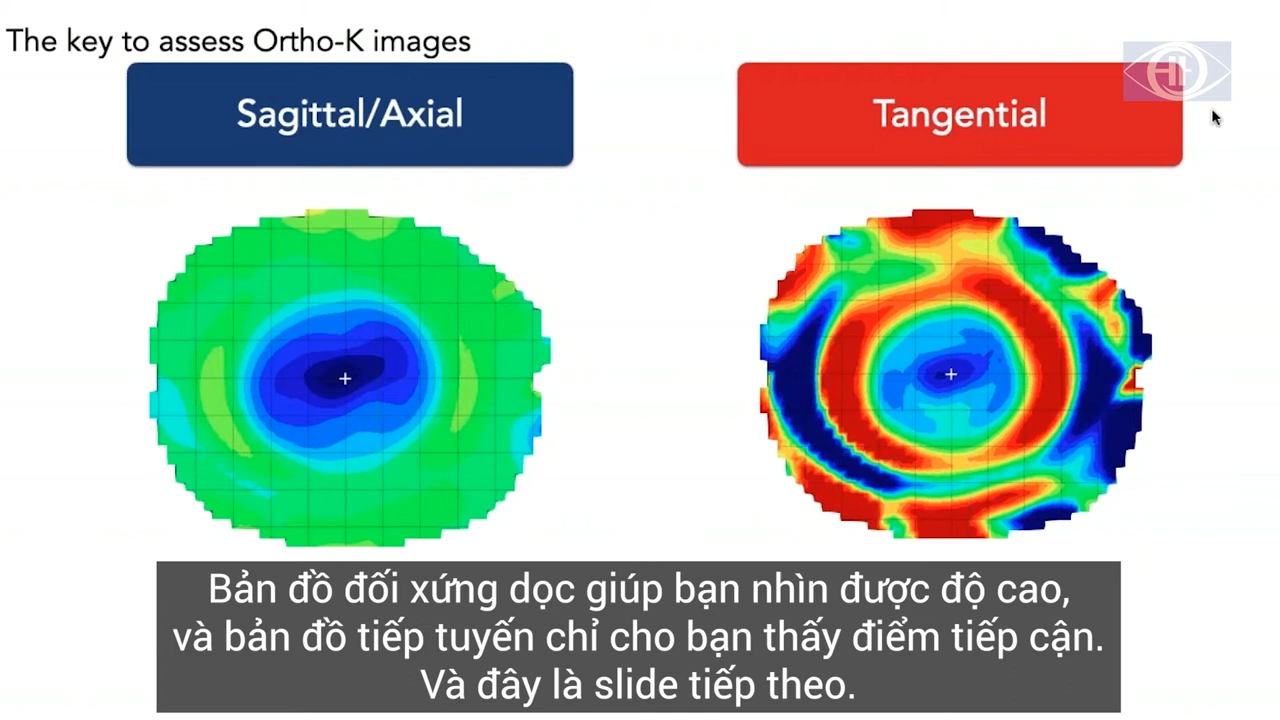 The key to assess Ortho-K images
Sagittal/Axial
Tangential
Bản đồ đối xứng dọc giúp bạn nhìn được độ cao,
và bản đồ tiếp tuyến chỉ cho bạn thấy điểm tiếp cận.
Và đây là slide tiếp theo.